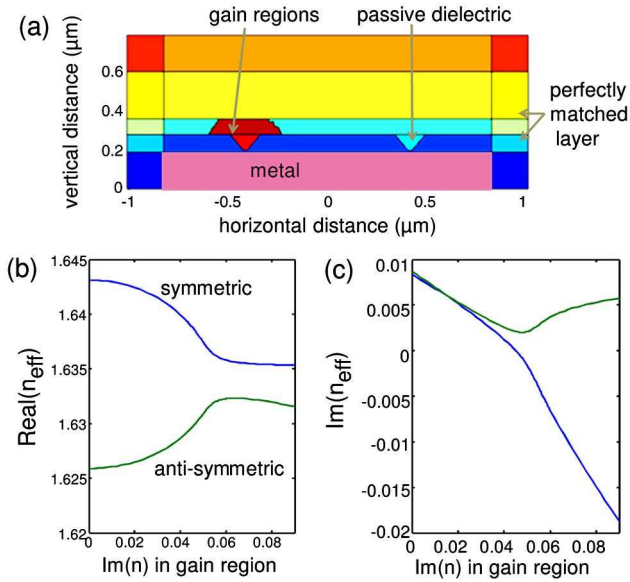 (a)
gain regions
passive dielectric
vertical distance (μm)
0.6
0.4
0.2
0
perfectly
matched
layer
metal
-1
-0.5
0
0.5
1
horizontal distance (μm)
(b)
1.645
1.64
1.635
1.63
1.625
1.62
Real(neff)
symmetric
anti-symmetric
0 0.02 0.04 0.06 0.08
Im(n) in gain region
(c)
0.01
0.005
0
-0.005
-0.01
-0.015
-0.02
Im(neff)
0 0.02 0.04 0.06 0.08
Im(n) in gain region